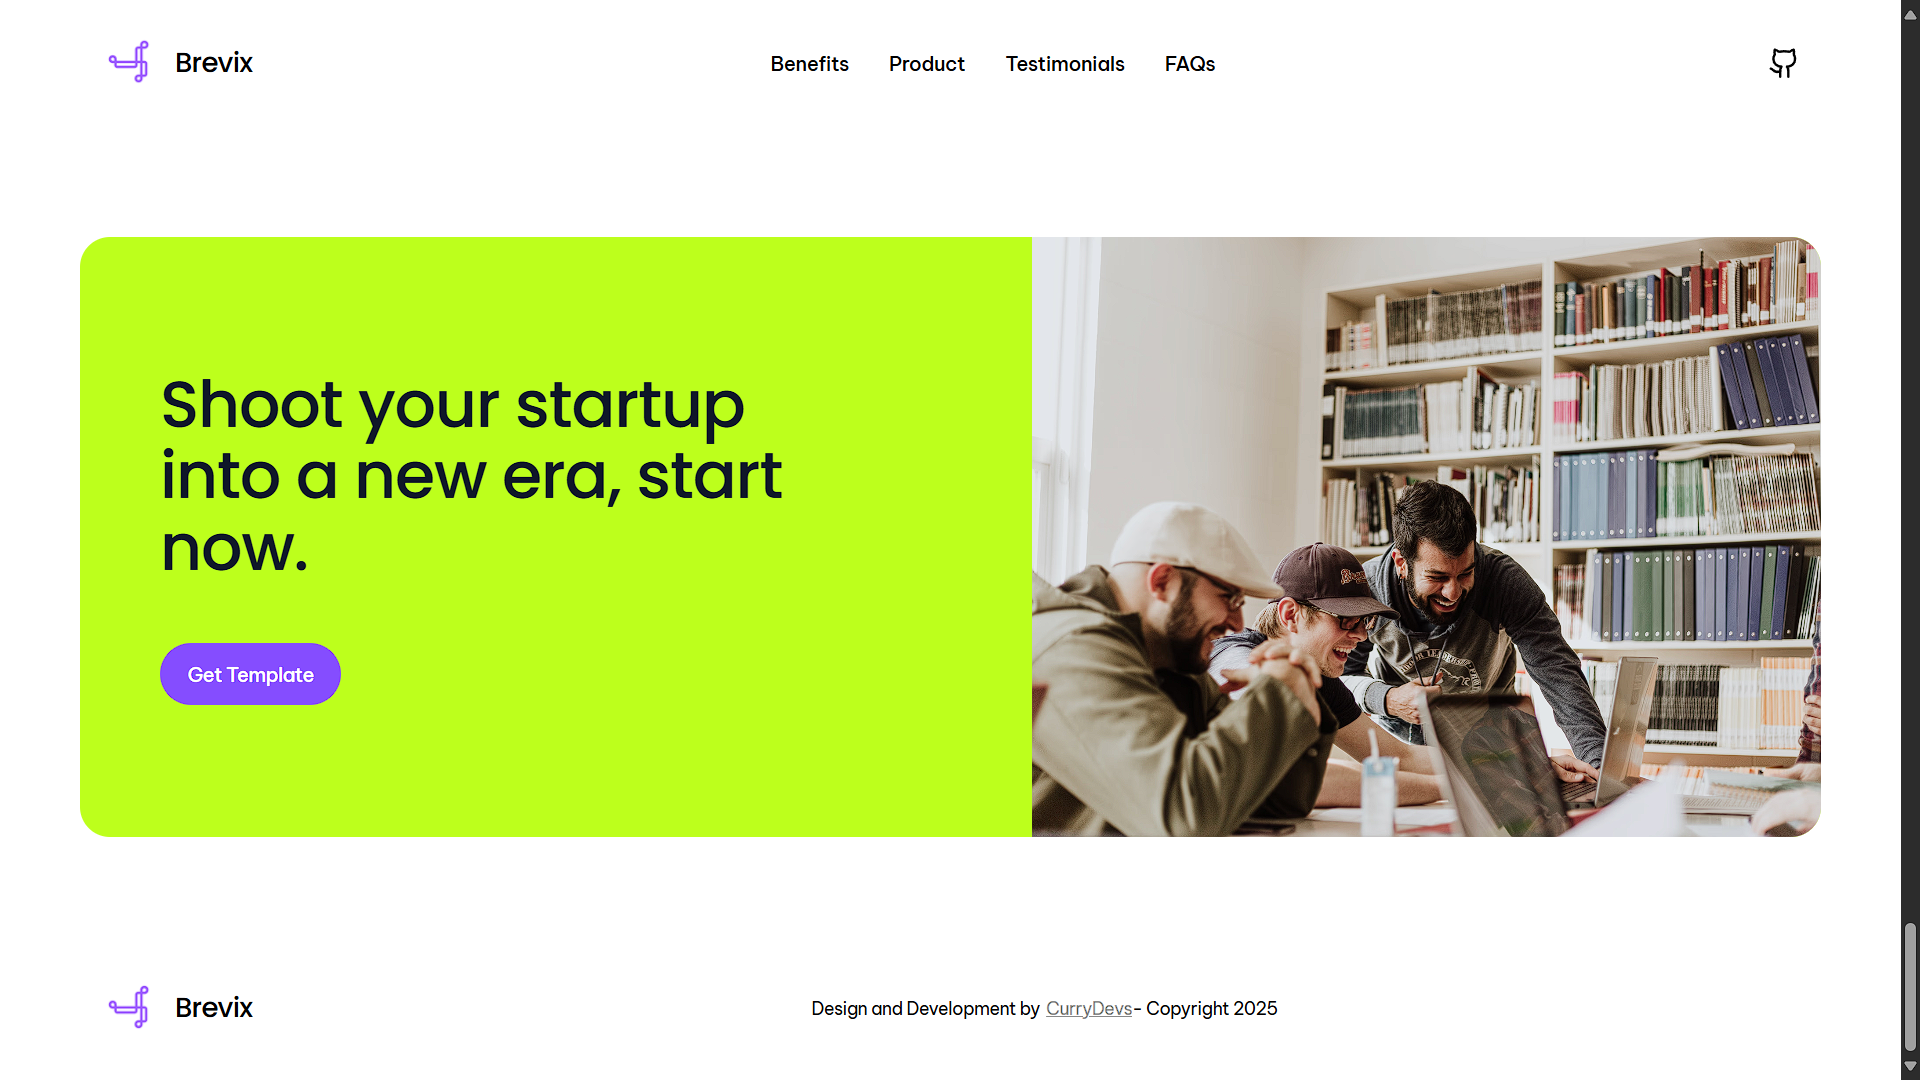 Brevix
Benefits
Product
Testimonials
FAQs
Shoot your startup
into a new era, start
now.
Get Template
Brevix
Design and Development by CurryDevs- Copyright 2025